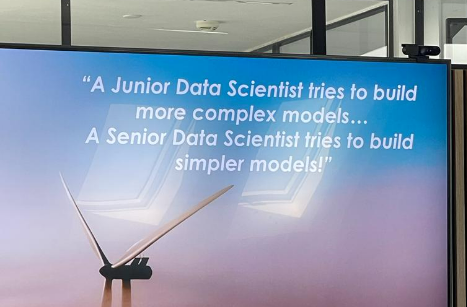 “A Junior Data Scientist tries to build
more complex models…
A Senior Data Scientist tries to build
simpler models!”